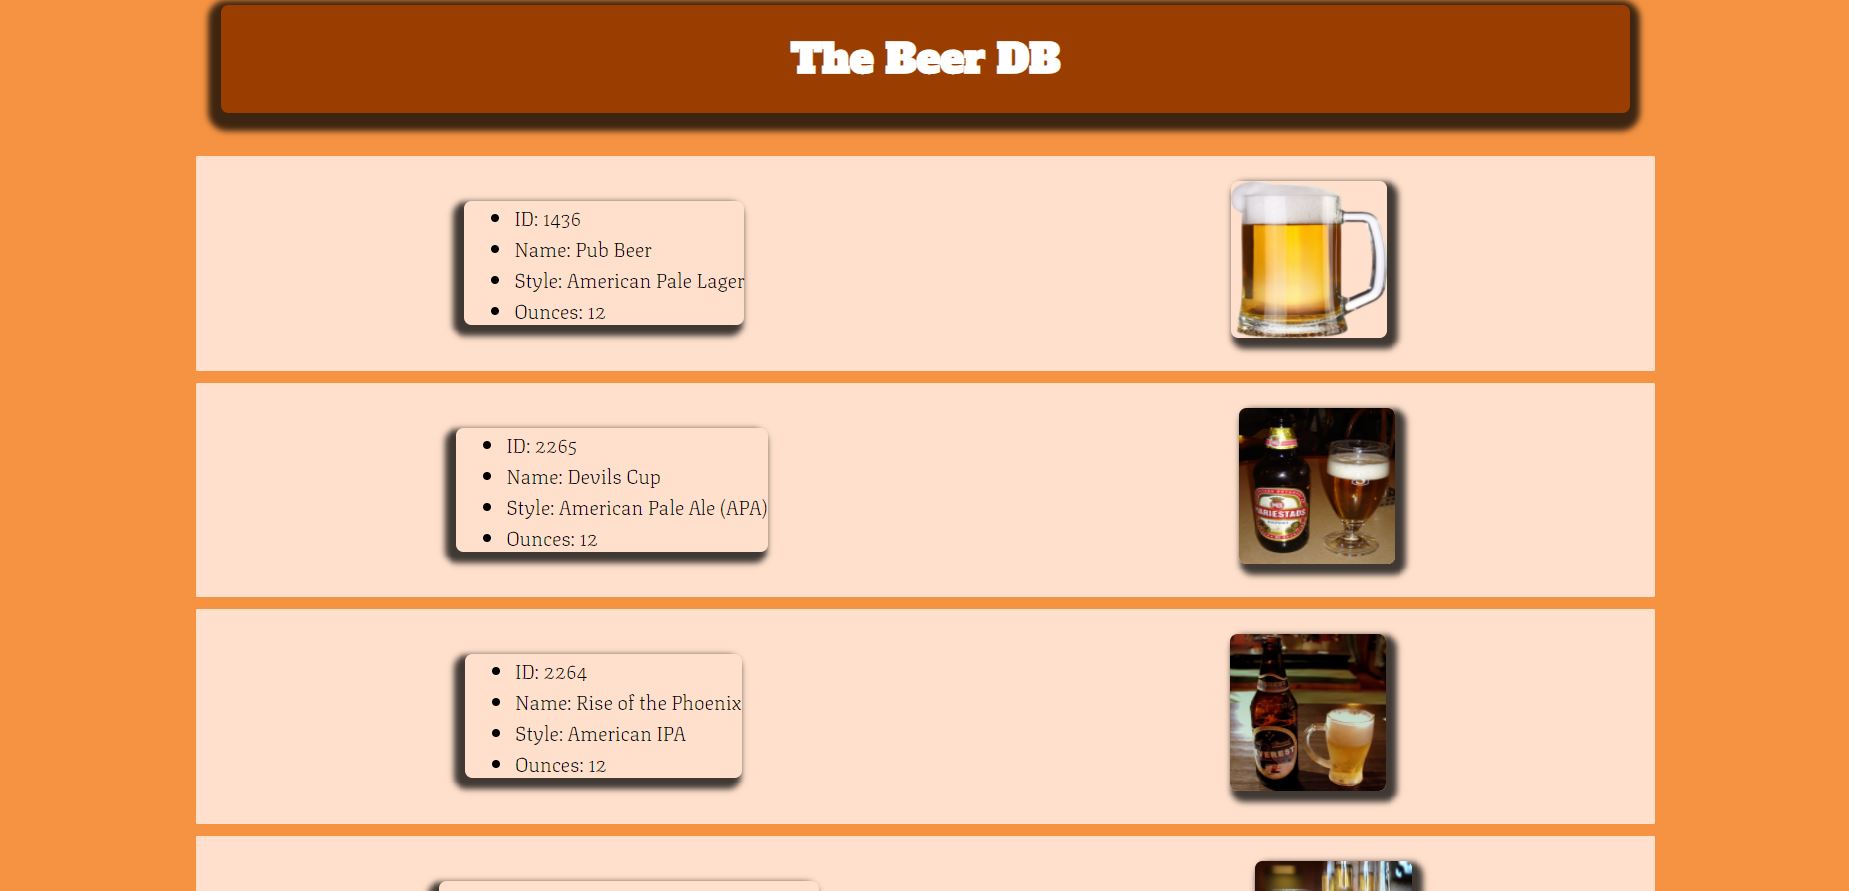 The Beer DB
ID: 1436
Name: Pub Beer
Style: American Pale Lager
Ounces: 12
ID: 2265
Name: Devils Cup
Style: American Pale Ale (APA)
Ounces: 12
ARIESTADS
ID: 2264
Name: Rise of the Phoenix
Style: American IPA
Ounces: 12
EVEREST